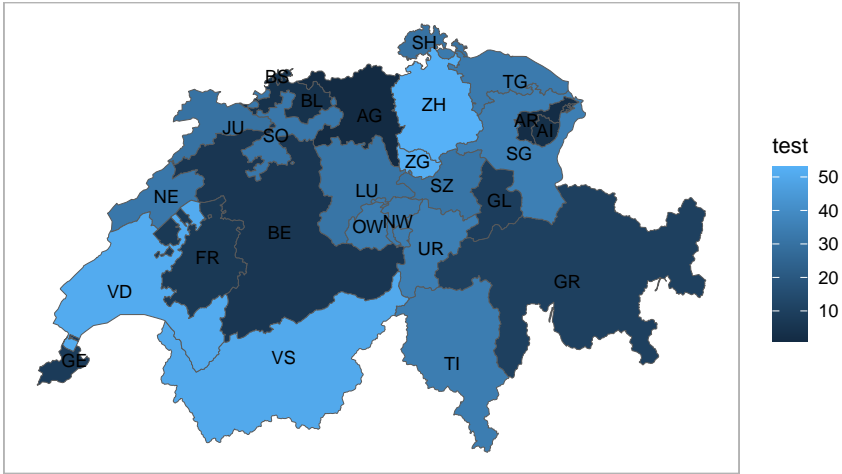 SH
BS
TG
BL
ZH
AG
AR
JU
AI
SO
SG
ZG
LU
SZ
NE
GL
OW
NW
BE
UR
FR
GR
VD
VS
GE
TI
test
50
40
30
20
10